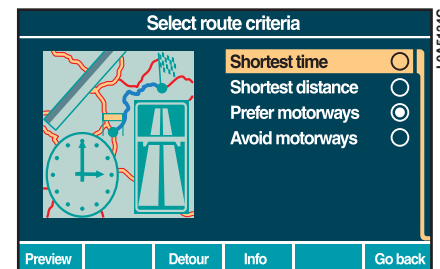 Select route criteria
Shortest time
Shortest distance
Prefer motorways
Avoid motorways
Preview
Detour
Info
Go back